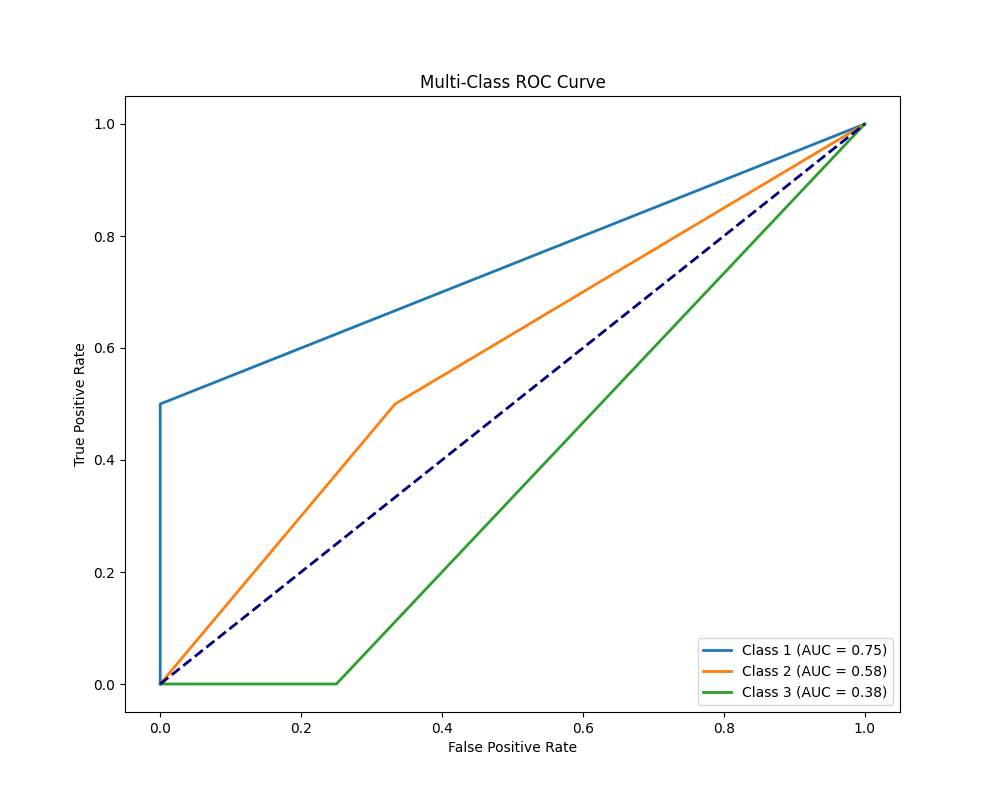 Multi-Class ROC Curve
True Positive Rate
1.0
0.8
0.6
0.4
0.2
0.0
Class 1 (AUC = 0.75)
Class 2 (AUC = 0.58)
Class 3 (AUC = 0.38)
0.0 0.2 0.4 0.6 0.8 1.0
False Positive Rate